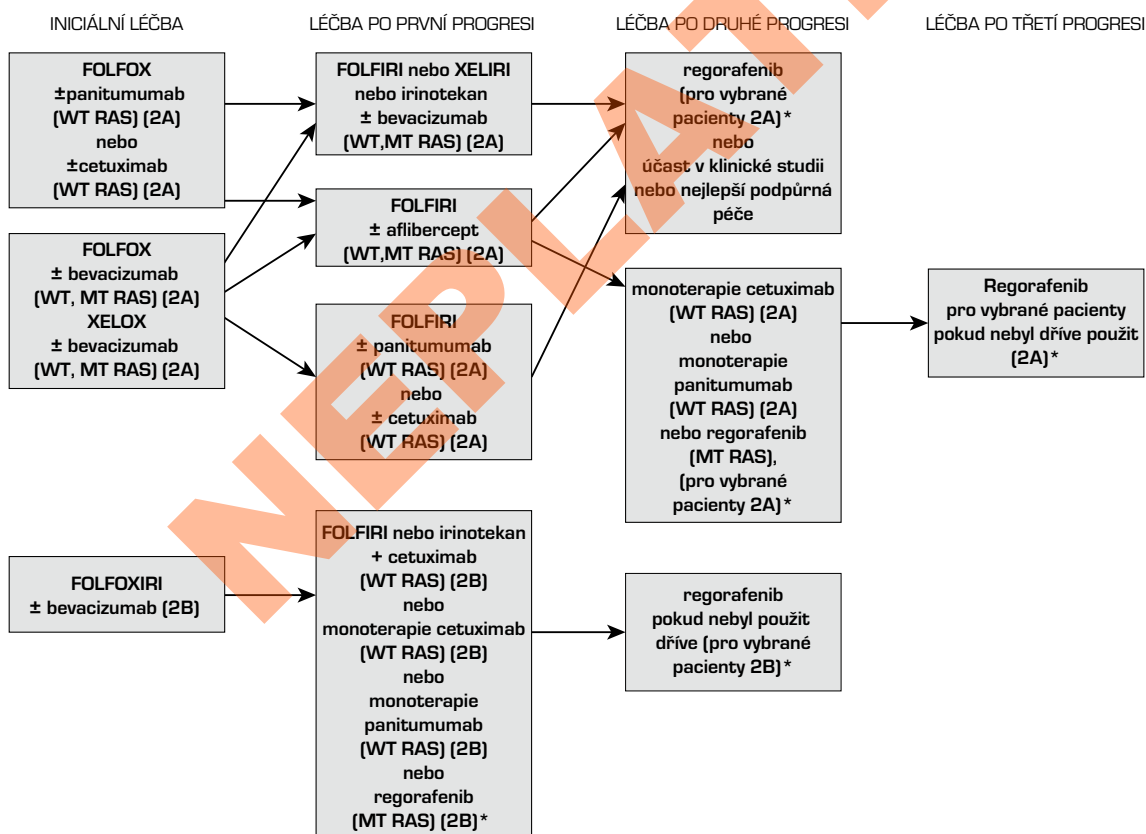 INICIÁLNÍ LÉČBA
LÉČBA PO PRVNÍ PROGRESI
LÉČBA PO DRUHÉ PROGRESI
LÉČBA PO TŘETÍ PROGRESI
FOLFOX
±panitumumab
(WT RAS) (2A)
nebo
±cetuximab
(WT RAS) (2A)
FOLFOX
± bevacizumab
(WT, MT RAS) (2A)
XELOX
± bevacizumab
(WT, MT RAS) (2A)
FOLFIRI nebo XELIRI
nebo irinotekan
± bevacizumab
(WT,MT RAS) (2A)
FOLFIRI
± aflibercept
(WT,MT RAS) (2A)
FOLFIRI
± panitumumab
(WT RAS) (2A)
nebo
± cetuximab
(WT RAS) (2A)
regorafenib
(pro vybrané
pacienty 2A)*
nebo
účast v klinické studii
nebo nejlepší podpůrná
péče
monoterapie cetuximab
(WT RAS) (2A)
nebo
monoterapie
panitumumab
(WT RAS) (2A)
nebo regorafenib
(MT RAS),
(pro vybrané
pacienty 2A)*
Regorafenib
pro vybrané pacienty
pokud nebyl dříve použit
(2A)*
FOLFOXIRI
± bevacizumab (2B)
FOLFIRI nebo irinotekan
+ cetuximab
(WT RAS) (2B)
nebo
monoterapie cetuximab
(WT RAS) (2B)
nebo
monoterapie
panitumumab
(WT RAS) (2B)
nebo
regorafenib
(MT RAS) (2B)*
regorafenib
pokud nebyl použit
dříve (pro vybrané
pacienty 2B)*
NEPLAT